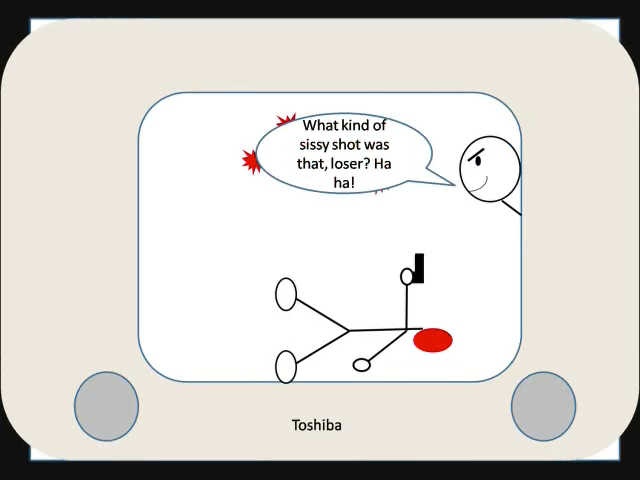 What kind of
sissy shot was
that, loser? Ha
ha!
Toshiba